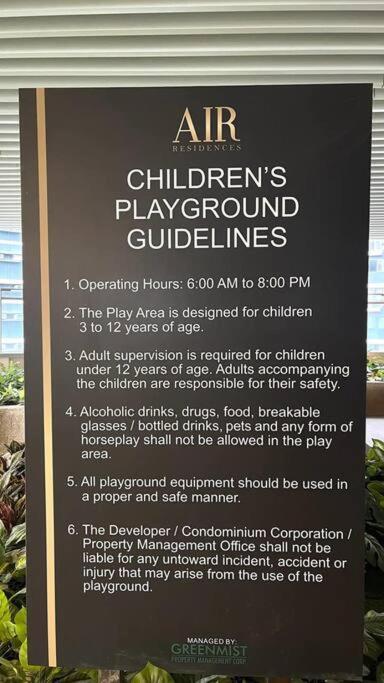 AIR
RESIDENCES
CHILDREN'S
PLAYGROUND
GUIDELINES
1. Operating Hours: 6:00 AM to 8:00 PM
2. The Play Area is designed for children
3 to 12 years of age.
3. Adult supervision is required for children
under 12 years of age. Adults accompanying
the children are responsible for their safety.
4. Alcoholic drinks, drugs, food, breakable
glasses / bottled drinks, pets and any form of
horseplay shall not be allowed in the play
area.
5. All playground equipment should be used in
a proper and safe manner.
6. The Developer / Condominium Corporation /
Property Management Office shall not be
liable for any untoward incident, accident or
injury that may arise from the use of the
playground.
MANAGED BY:
GREENMIST
PROPERTY MANAGEMENT CORP.